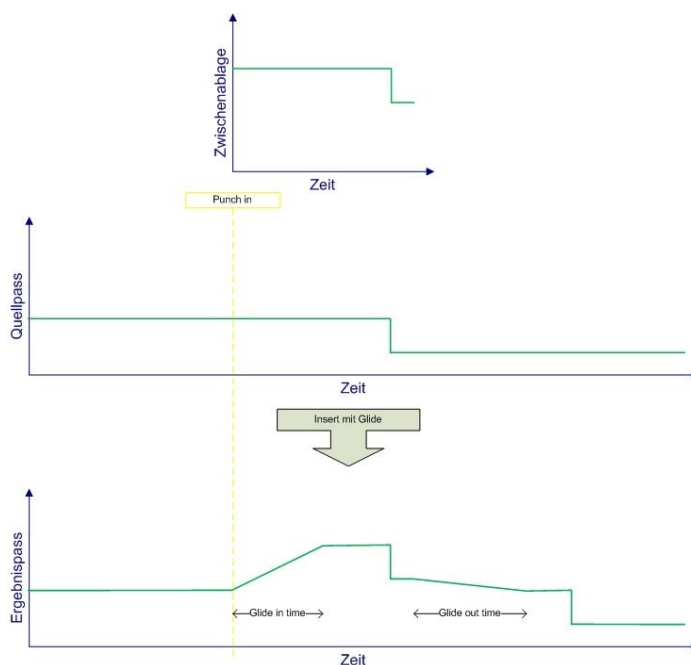 Zwischenablage
Zeit
Punch in
Quellpass
Zeit
Insert mit Glide
Ergebnispass
Glide in time
Glide out time
Zeit